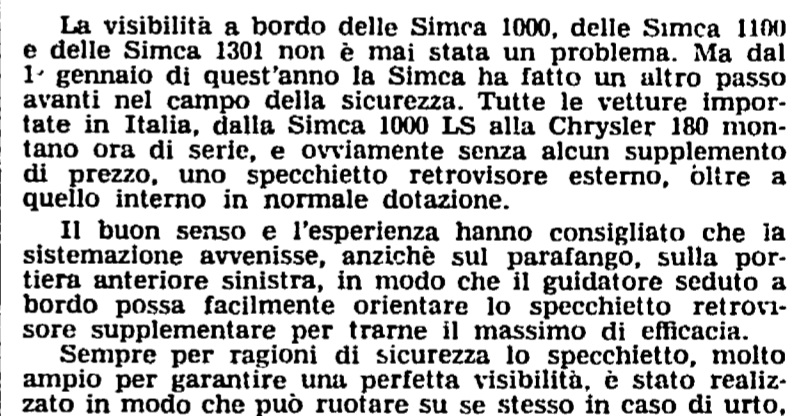 La visibilità a bordo delle Simca 1000, delle Simca 1100
e delle Simca 1301 non è mai stata un problema. Ma dal
1· gennaio di quest'anno la Simca ha fatto un altro passo
avanti nel campo della sicurezza. Tutte le vetture impor-
tate in Italia, dalla Simca 1000 LS alla Chrysler 180 mon-
tano ora di serie, e ovviamente senza alcun supplemento
di prezzo, uno specchietto retrovisore esterno, òltre a
quello interno in normale dotazione.
Il buon senso e l'esperienza hanno consigliato che la
sistemazione avvenisse, anzichè sul parafango, sulla por-
tiera anteriore sinistra, in modo che il guidatore seduto a
bordo possa facilmente orientare lo specchietto retrovi-
sore supplementare per trarne il massimo di efficacia.
Sempre per ragioni di sicurezza lo specchietto, molto
ampio per garantire una perfetta visibilità, è stato realiz-
zato in modo che può ruotare su se stesso in caso di urto,